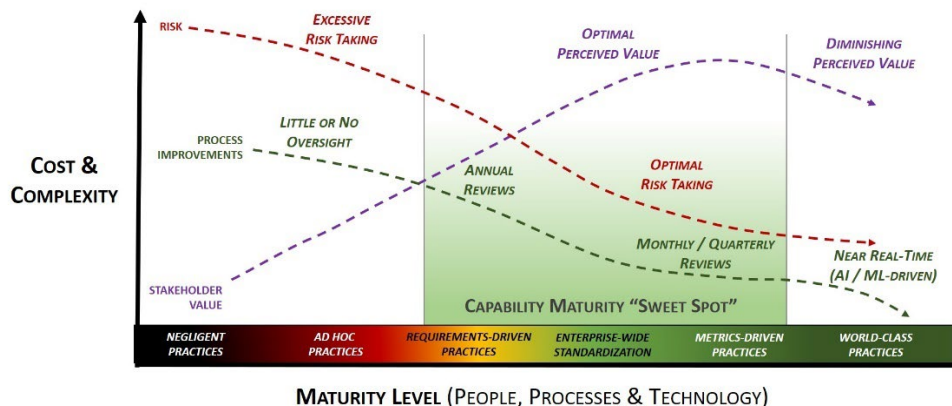 RISK
EXCESSIVE
RISK TAKING
OPTIMAL
PERCEIVED VALUE
DIMINISHING
PERCEIVED VALUE
LITTLE OR NO
OVERSIGHT
PROCESS
IMPROVEMENTS
COST &
COMPLEXITY
ANNUAL
REVIEWS
OPTIMAL
RISK TAKING
MONTHLY / QUARTERLY
REVIEWS
NEAR REAL-TIME
(AI / ML-DRIVEN)
STAKEHOLDER
VALUE
CAPABILITY MATURITY “SWEET SPOT”
NEGLIGENT
PRACTICES
AD HOC
PRACTICES
REQUIREMENTS-DRIVEN
PRACTICES
ENTERPRISE-WIDE
STANDARDIZATION
METRICS-DRIVEN
PRACTICES
WORLD-CLASS
PRACTICES
MATURITY LEVEL (PEOPLE, PROCESSES & TECHNOLOGY)